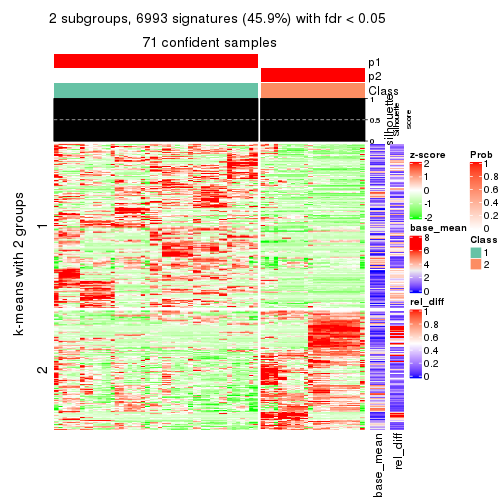 2 subgroups, 6993 signatures (45.9%) with fdr < 0.05
71 confident samples
p1
p2
Class
silhouette
Silhouette
score
1
0.5
0
k-means with 2 groups
1
2
base_mean
rel_diff
z-score
2
1
0
-1
-2
base_mean
8
6
4
2
0
rel_diff
1
0.8
0.6
0.4
0.2
0
Prob
1
0.8
0.6
0.4
0.2
0
Class
1
2